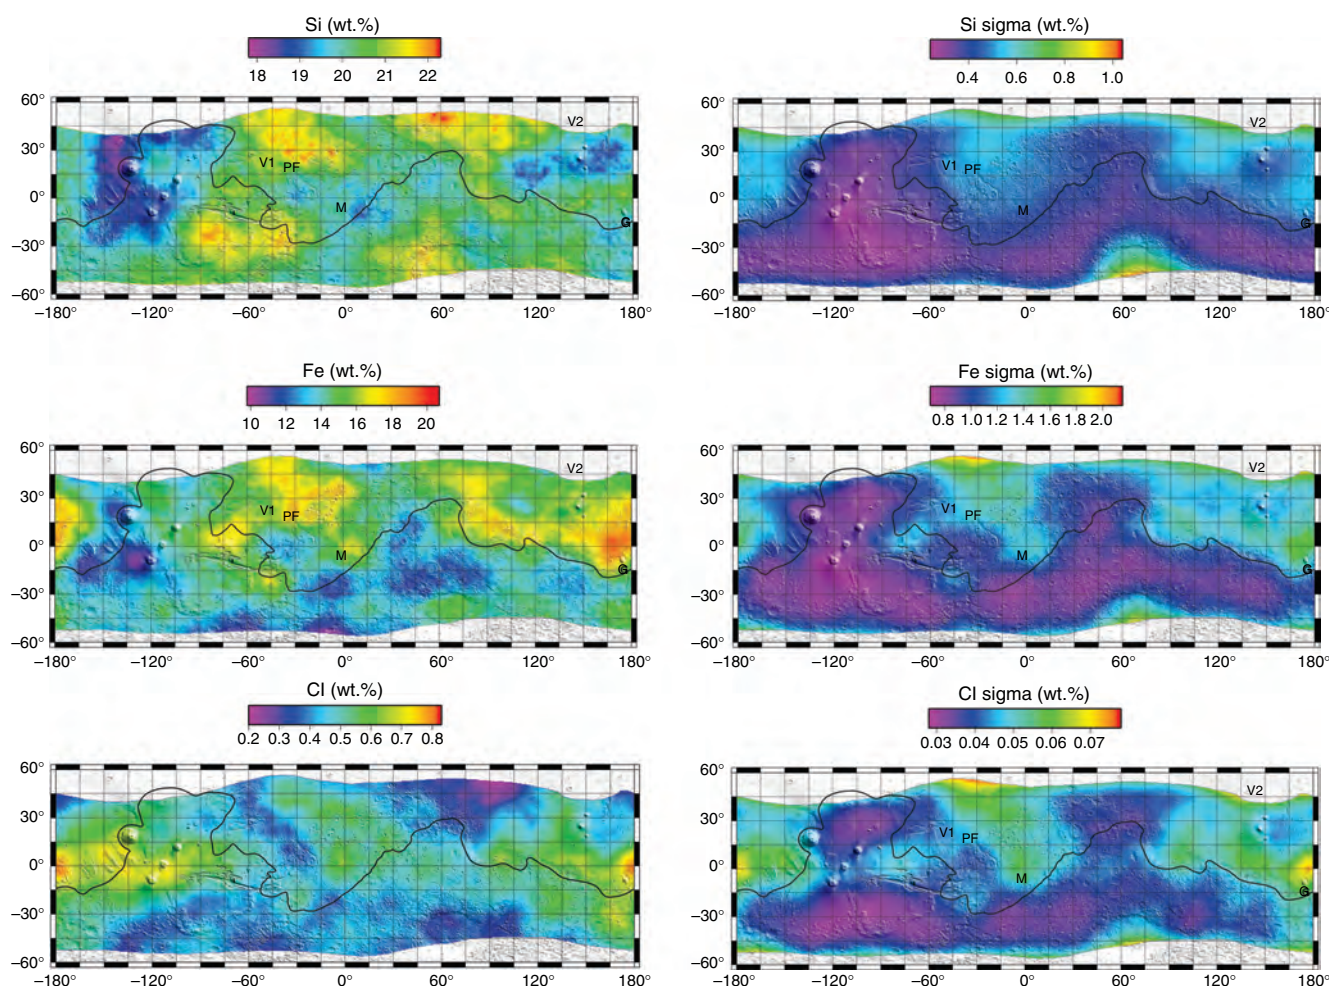 Si (wt.%)
18 19 20 21 22
60°
30°
0°
–30°
–60°
V1
PF
M
V2
G
–180° –120° –60° 0° 60° 120° 180°
Si sigma (wt.%)
0.4 0.6 0.8 1.0
60°
30°
0°
–30°
–60°
V1
PF
M
V2
G
–180° –120° –60° 0° 60° 120° 180°
Fe (wt.%)
10 12 14 16 18 20
60°
30°
0°
–30°
–60°
V1
PF
M
V2
G
–180° –120° –60° 0° 60° 120° 180°
Fe sigma (wt.%)
0.8 1.0 1.2 1.4 1.6 1.8 2.0
60°
30°
0°
–30°
–60°
V1
PF
M
V2
G
–180° –120° –60° 0° 60° 120° 180°
Cl (wt.%)
0.2 0.3 0.4 0.5 0.6 0.7 0.8
60°
30°
0°
–30°
–60°
–180° –120° –60° 0° 60° 120° 180°
Cl sigma (wt.%)
0.03 0.04 0.05 0.06 0.07
60°
30°
0°
–30°
–60°
V1
PF
M
V2
G
–180° –120° –60° 0° 60° 120° 180°